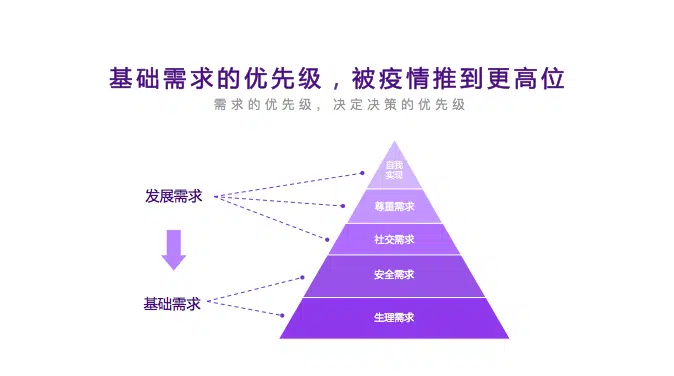 基础需求的优先级，被疫情推到更高位
需求的优先级，决定决策的优先级
自我
实现
发展需求
尊重需求
社交需求
安全需求
基础需求
生理需求